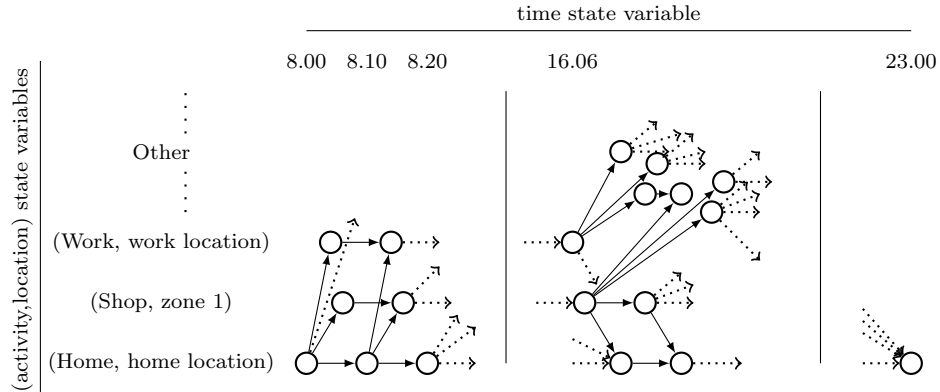 time state variable
8.00 8.10 8.20 16.06 23.00
(activity,location) state variables
Other
(Work, work location)
(Shop, zone 1)
(Home, home location)